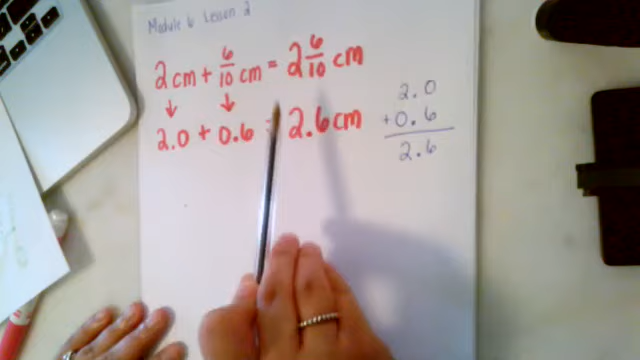 Module 6 Lesson 2
2 cm + 6/10 cm = 2 6/10 cm
↓ ↓
2.0 + 0.6 = 2.6 cm
2.0
+0.6
2.6